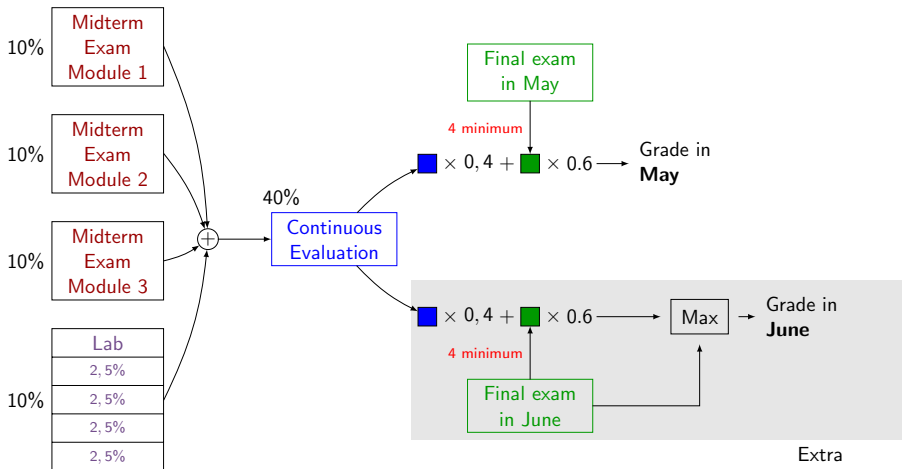 10%
Midterm
Exam
Module 1
10%
Midterm
Exam
Module 2
10%
Midterm
Exam
Module 3
10%
Lab
2, 5%
2, 5%
2, 5%
2, 5%
+
40%
Continuous
Evaluation
Final exam
in May
4 minimum
× 0, 4 + × 0.6
Grade in
May
× 0, 4 + × 0.6
Max
Grade in
June
4 minimum
Final exam
in June
Extra